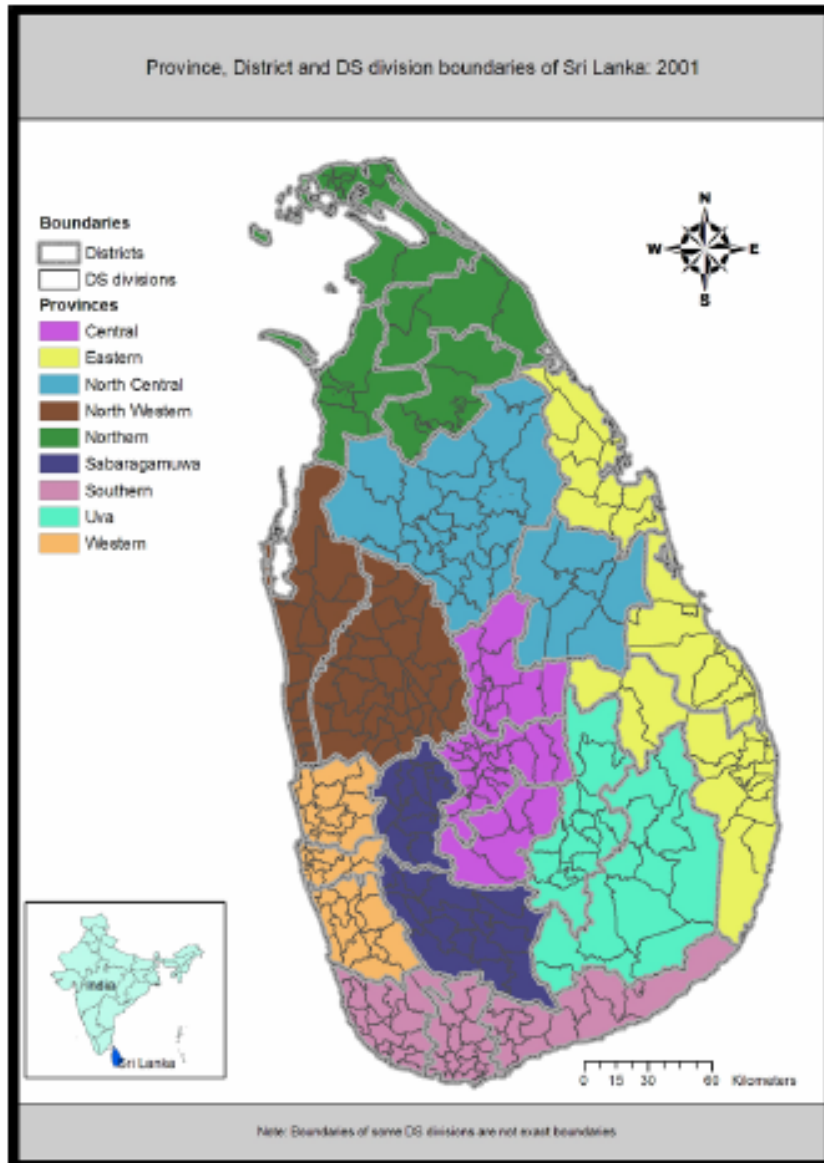 Province, District and DS division boundaries of Sri Lanka: 2001
N
W
E
S
Boundaries
Districts
DS divisions
Provinces
Central
Eastern
North Central
North Western
Northern
Sabaragamuwa
Southern
Uva
Western
India
Sri Lanka
0 15 30 60 Kilometers
Note: Boundaries of some DS divisions are not exact boundaries